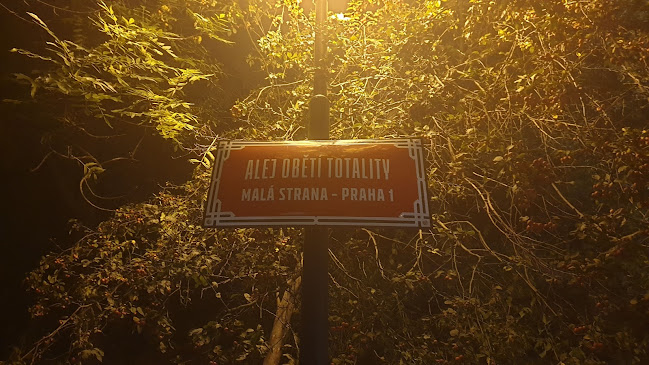 ALEJ OBĚTÍ TOTALITY
MALÁ STRANA - PRAHA 1